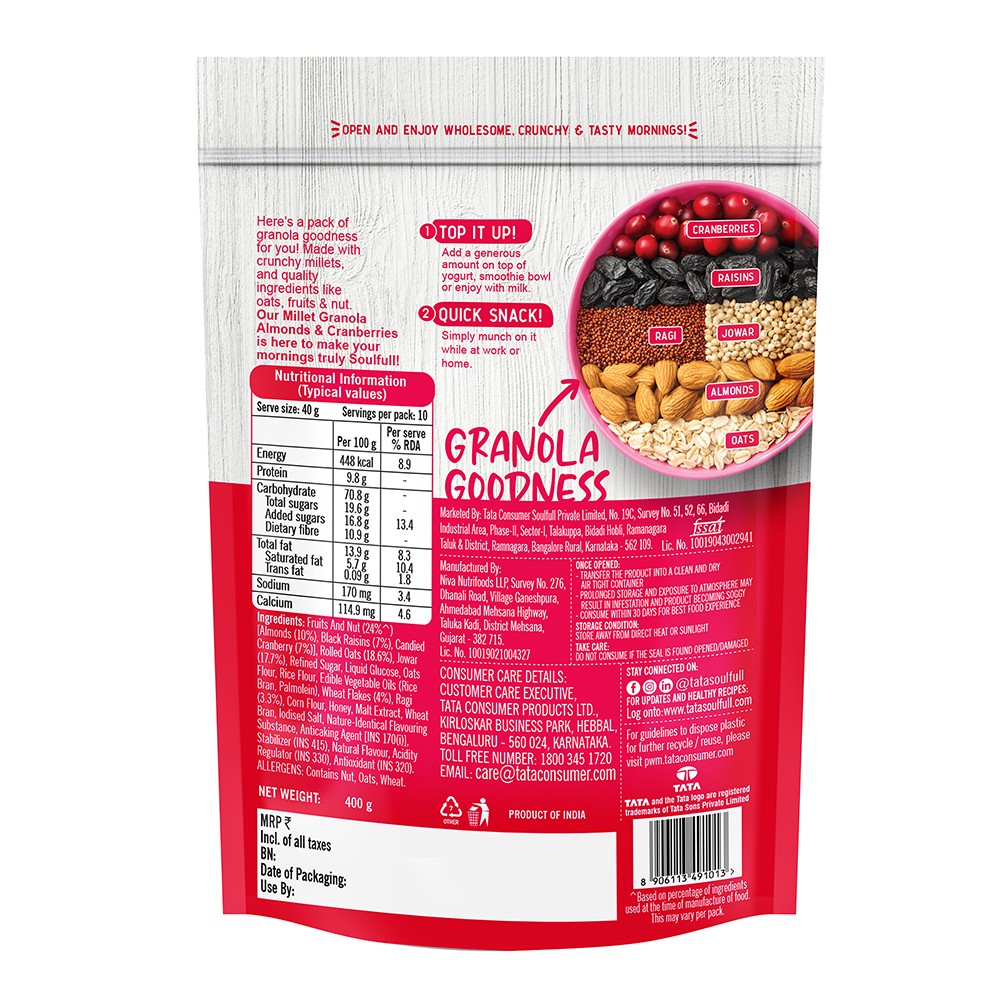 OPEN AND ENJOY WHOLESOME, CRUNCHY & TASTY MORNINGS!
Here's a pack of
granola goodness
for you! Made with
crunchy millets,
and quality
ingredients like
oats, fruits & nut.
Our Millet Granola
Almonds & Cranberries
is here to make your
mornings truly Soulfull!
1 TOP IT UP!
Add a generous
amount on top of
yogurt, smoothie bowl
or enjoy with milk.
2 QUICK SNACK!
Simply munch on it
while at work or
home.
CRANBERRIES
RAISINS
RAGI
JOWAR
ALMONDS
OATS
GRANOLA
GOODNESS
Nutritional Information
(Typical values)
Serve size: 40 g Servings per pack: 10
Per 100 g Per serve % RDA
Energy 448 kcal 8.9
Protein 9.8 g -
Carbohydrate 70.8 g -
Total sugars 19.6 g -
Added sugars 16.8 g 13.4
Dietary fibre 10.9 g -
Total fat 13.9 g 8.3
Saturated fat 5.7 g 10.4
Trans fat 0.09 g 1.8
Sodium 170 mg 3.4
Calcium 114.9 mg 4.6
Ingredients: Fruits And Nut (24%^)
[Almonds (10%), Black Raisins (7%), Candied
Cranberry (7%)], Rolled Oats (18.6%), Jowar
(17.7%), Refined Sugar, Liquid Glucose, Oats
Flour, Rice Flour, Edible Vegetable Oils (Rice
Bran, Palmolein), Wheat Flakes (4%), Ragi
(3.3%), Corn Flour, Honey, Malt Extract, Wheat
Bran, Iodised Salt, Nature-Identical Flavouring
Substance, Anticaking Agent [INS 170(i)],
Stabilizer (INS 415), Natural Flavour, Acidity
Regulator (INS 330), Antioxidant (INS 320).
ALLERGENS: Contains Nut, Oats, Wheat.
NET WEIGHT: 400 g
MRP ₹
Incl. of all taxes
BN:
Date of Packaging:
Use By:
Marketed By: Tata Consumer Soulfull Private Limited, No. 19C, Survey No. 51, 52, 66, Bidadi
Industrial Area, Phase-II, Sector-I, Talakuppa, Bidadi Hobli, Ramanagara
Taluk & District, Ramnagara, Bangalore Rural, Karnataka - 562 109.
fssai
Lic. No. 10019043002941
Manufactured By:
Niva Nutrifoods LLP, Survey No. 276,
Dhanali Road, Village Ganeshpura,
Ahmedabad Mehsana Highway,
Taluka Kadi, District Mehsana,
Gujarat - 382 715.
Lic. No. 10019021004327
ONCE OPENED:
- TRANSFER THE PRODUCT INTO A CLEAN AND DRY
AIR TIGHT CONTAINER
- PROLONGED STORAGE AND EXPOSURE TO ATMOSPHERE MAY
RESULT IN INFESTATION AND PRODUCT BECOMING SOGGY
- CONSUME WITHIN 30 DAYS FOR BEST FOOD EXPERIENCE
STORAGE CONDITION:
STORE AWAY FROM DIRECT HEAT OR SUNLIGHT
TAKE CARE:
DO NOT CONSUME IF THE SEAL IS FOUND OPENED/DAMAGED
CONSUMER CARE DETAILS:
CUSTOMER CARE EXECUTIVE,
TATA CONSUMER PRODUCTS LTD.,
KIRLOSKAR BUSINESS PARK, HEBBAL,
BENGALURU - 560 024, KARNATAKA.
TOLL FREE NUMBER: 1800 345 1720
EMAIL: care@tataconsumer.com
7
OTHER
PRODUCT OF INDIA
STAY CONNECTED ON:
@tatasoulfull
FOR UPDATES AND HEALTHY RECIPES:
Log onto:www.tatasoulfull.com
For guidelines to dispose plastic
for further recycle / reuse, please
visit pwm.tataconsumer.com
TATA
TATA and the Tata logo are registered
trademarks of Tata Sons Private Limited
8 906113 491013 >
^Based on percentage of ingredients
used at the time of manufacture of food.
This may vary per pack.